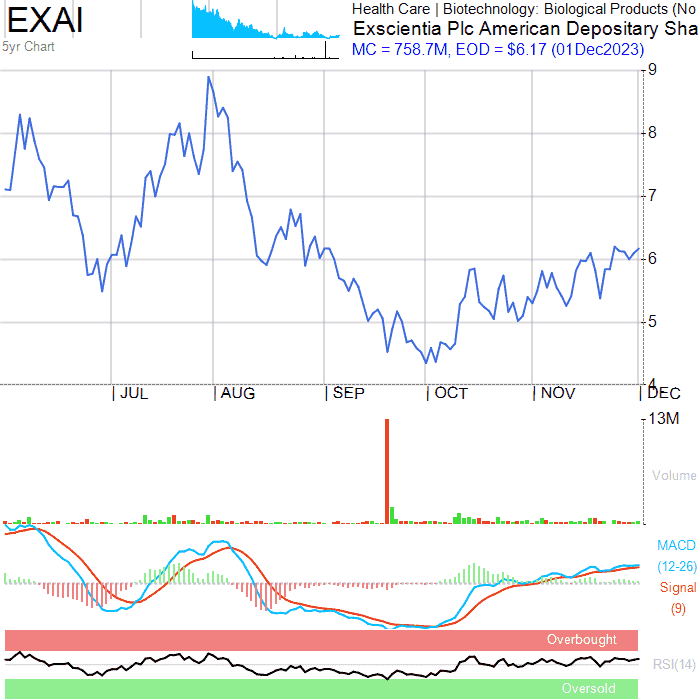 EXAI
5yr Chart
Health Care | Biotechnology: Biological Products (No
Exscientia Plc American Depositary Sha
MC = 758.7M, EOD = $6.17 (01Dec2023)
9
8
7
6
5
4
| JUL | AUG | SEP | OCT | NOV | DEC
13M
Volume
MACD
(12-26)
Signal
(9)
Overbought
RSI(14)
Oversold